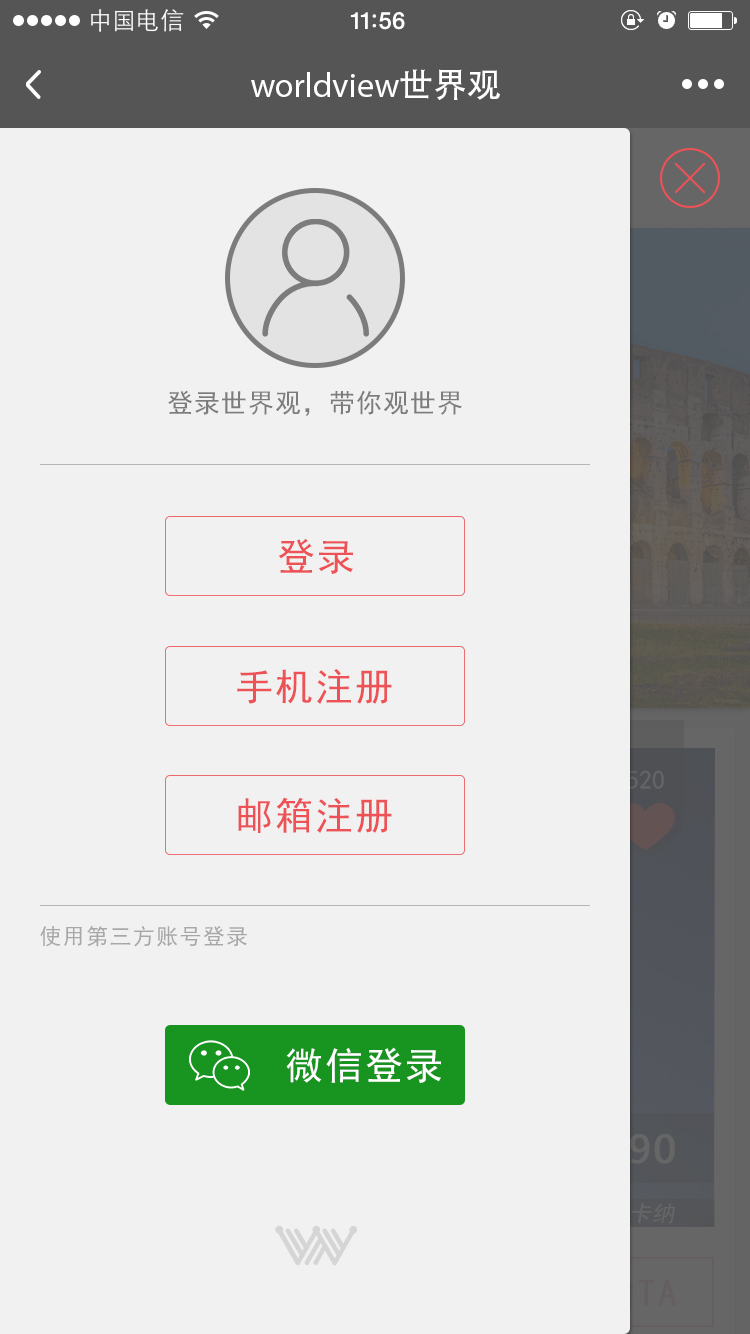 中国电信 11:56
worldview世界观
登录世界观，带你观世界
登录
手机注册
邮箱注册
使用第三方账号登录
微信登录
520
90
卡纳
TA